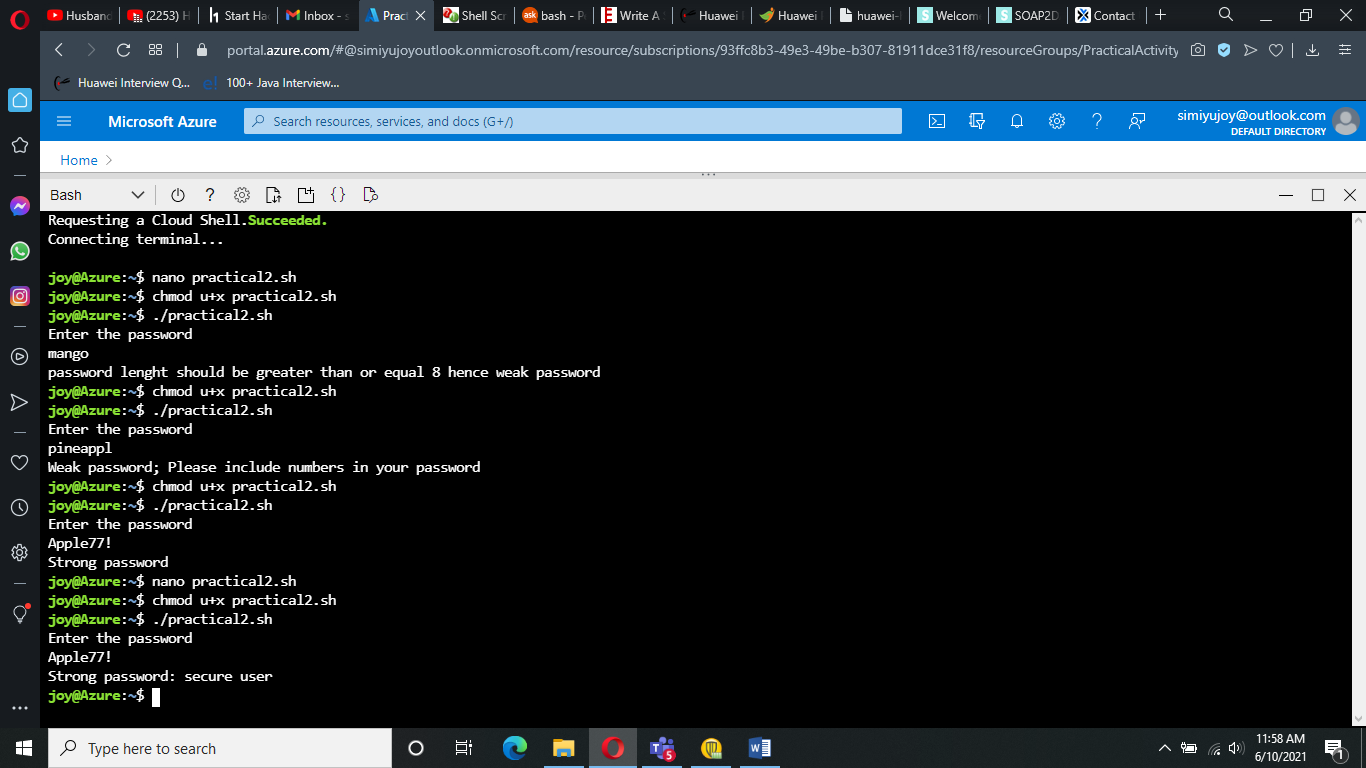 Husband
(2253) H
Start Ha
Inbox - s
Pract
Shell Scr
bash - P
Write A S
Huawei
Huawei
huawei-
Welcome
SOAP2D
Contact
portal.azure.com/#@simiyujoyoutlook.onmicrosoft.com/resource/subscriptions/93ffc8b3-49e3-49be-b307-81911dce31f8/resourceGroups/PracticalActivity
Huawei Interview Q...
100+ Java Interview...
Microsoft Azure
Search resources, services, and docs (G+/)
simiyujoy@outlook.com
DEFAULT DIRECTORY
Home
Bash
Requesting a Cloud Shell.Succeeded.
Connecting terminal...
joy@Azure:~$ nano practical2.sh
joy@Azure:~$ chmod u+x practical2.sh
joy@Azure:~$ ./practical2.sh
Enter the password
mango
password lenght should be greater than or equal 8 hence weak password
joy@Azure:~$ chmod u+x practical2.sh
joy@Azure:~$ ./practical2.sh
Enter the password
pineappl
Weak password; Please include numbers in your password
joy@Azure:~$ chmod u+x practical2.sh
joy@Azure:~$ ./practical2.sh
Enter the password
Apple77!
Strong password
joy@Azure:~$ nano practical2.sh
joy@Azure:~$ chmod u+x practical2.sh
joy@Azure:~$ ./practical2.sh
Enter the password
Apple77!
Strong password: secure user
joy@Azure:~$
Type here to search
5
11:58 AM
6/10/2021
1